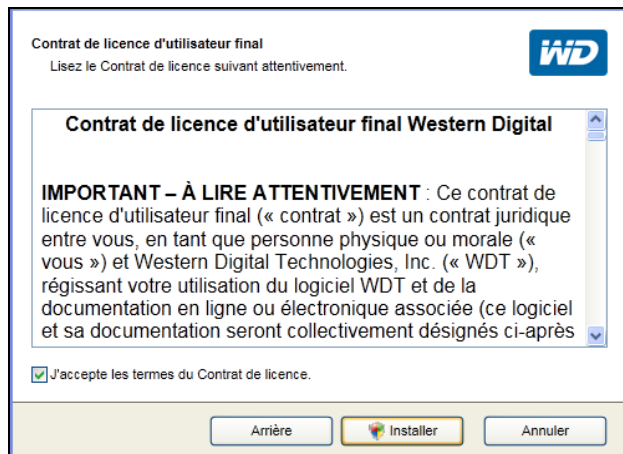 Contrat de licence d'utilisateur final
Lisez le Contrat de licence suivant attentivement.
WD
Contrat de licence d'utilisateur final Western Digital
IMPORTANT – À LIRE ATTENTIVEMENT : Ce contrat de
licence d'utilisateur final (« contrat ») est un contrat juridique
entre vous, en tant que personne physique ou morale («
vous ») et Western Digital Technologies, Inc. (« WDT »),
régissant votre utilisation du logiciel WDT et de la
documentation en ligne ou électronique associée (ce logiciel
et sa documentation seront collectivement désignés ci-après
J'accepte les termes du Contrat de licence.
Arrière
Installer
Annuler